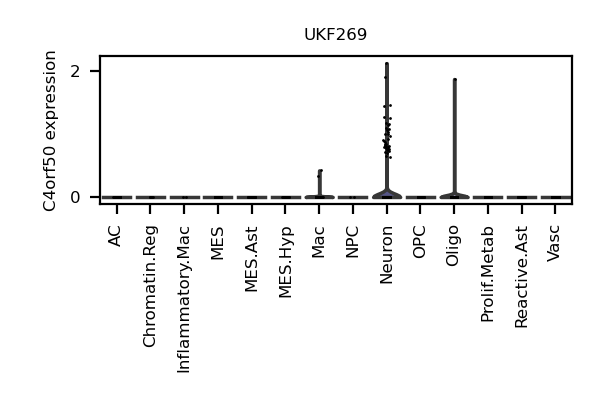 UKF269
C4orf50 expression
2
0
AC
Chromatin.Reg
Inflammatory.Mac
MES
MES.Ast
MES.Hyp
Mac
NPC
Neuron
OPC
Oligo
Prolif.Metab
Reactive.Ast
Vasc